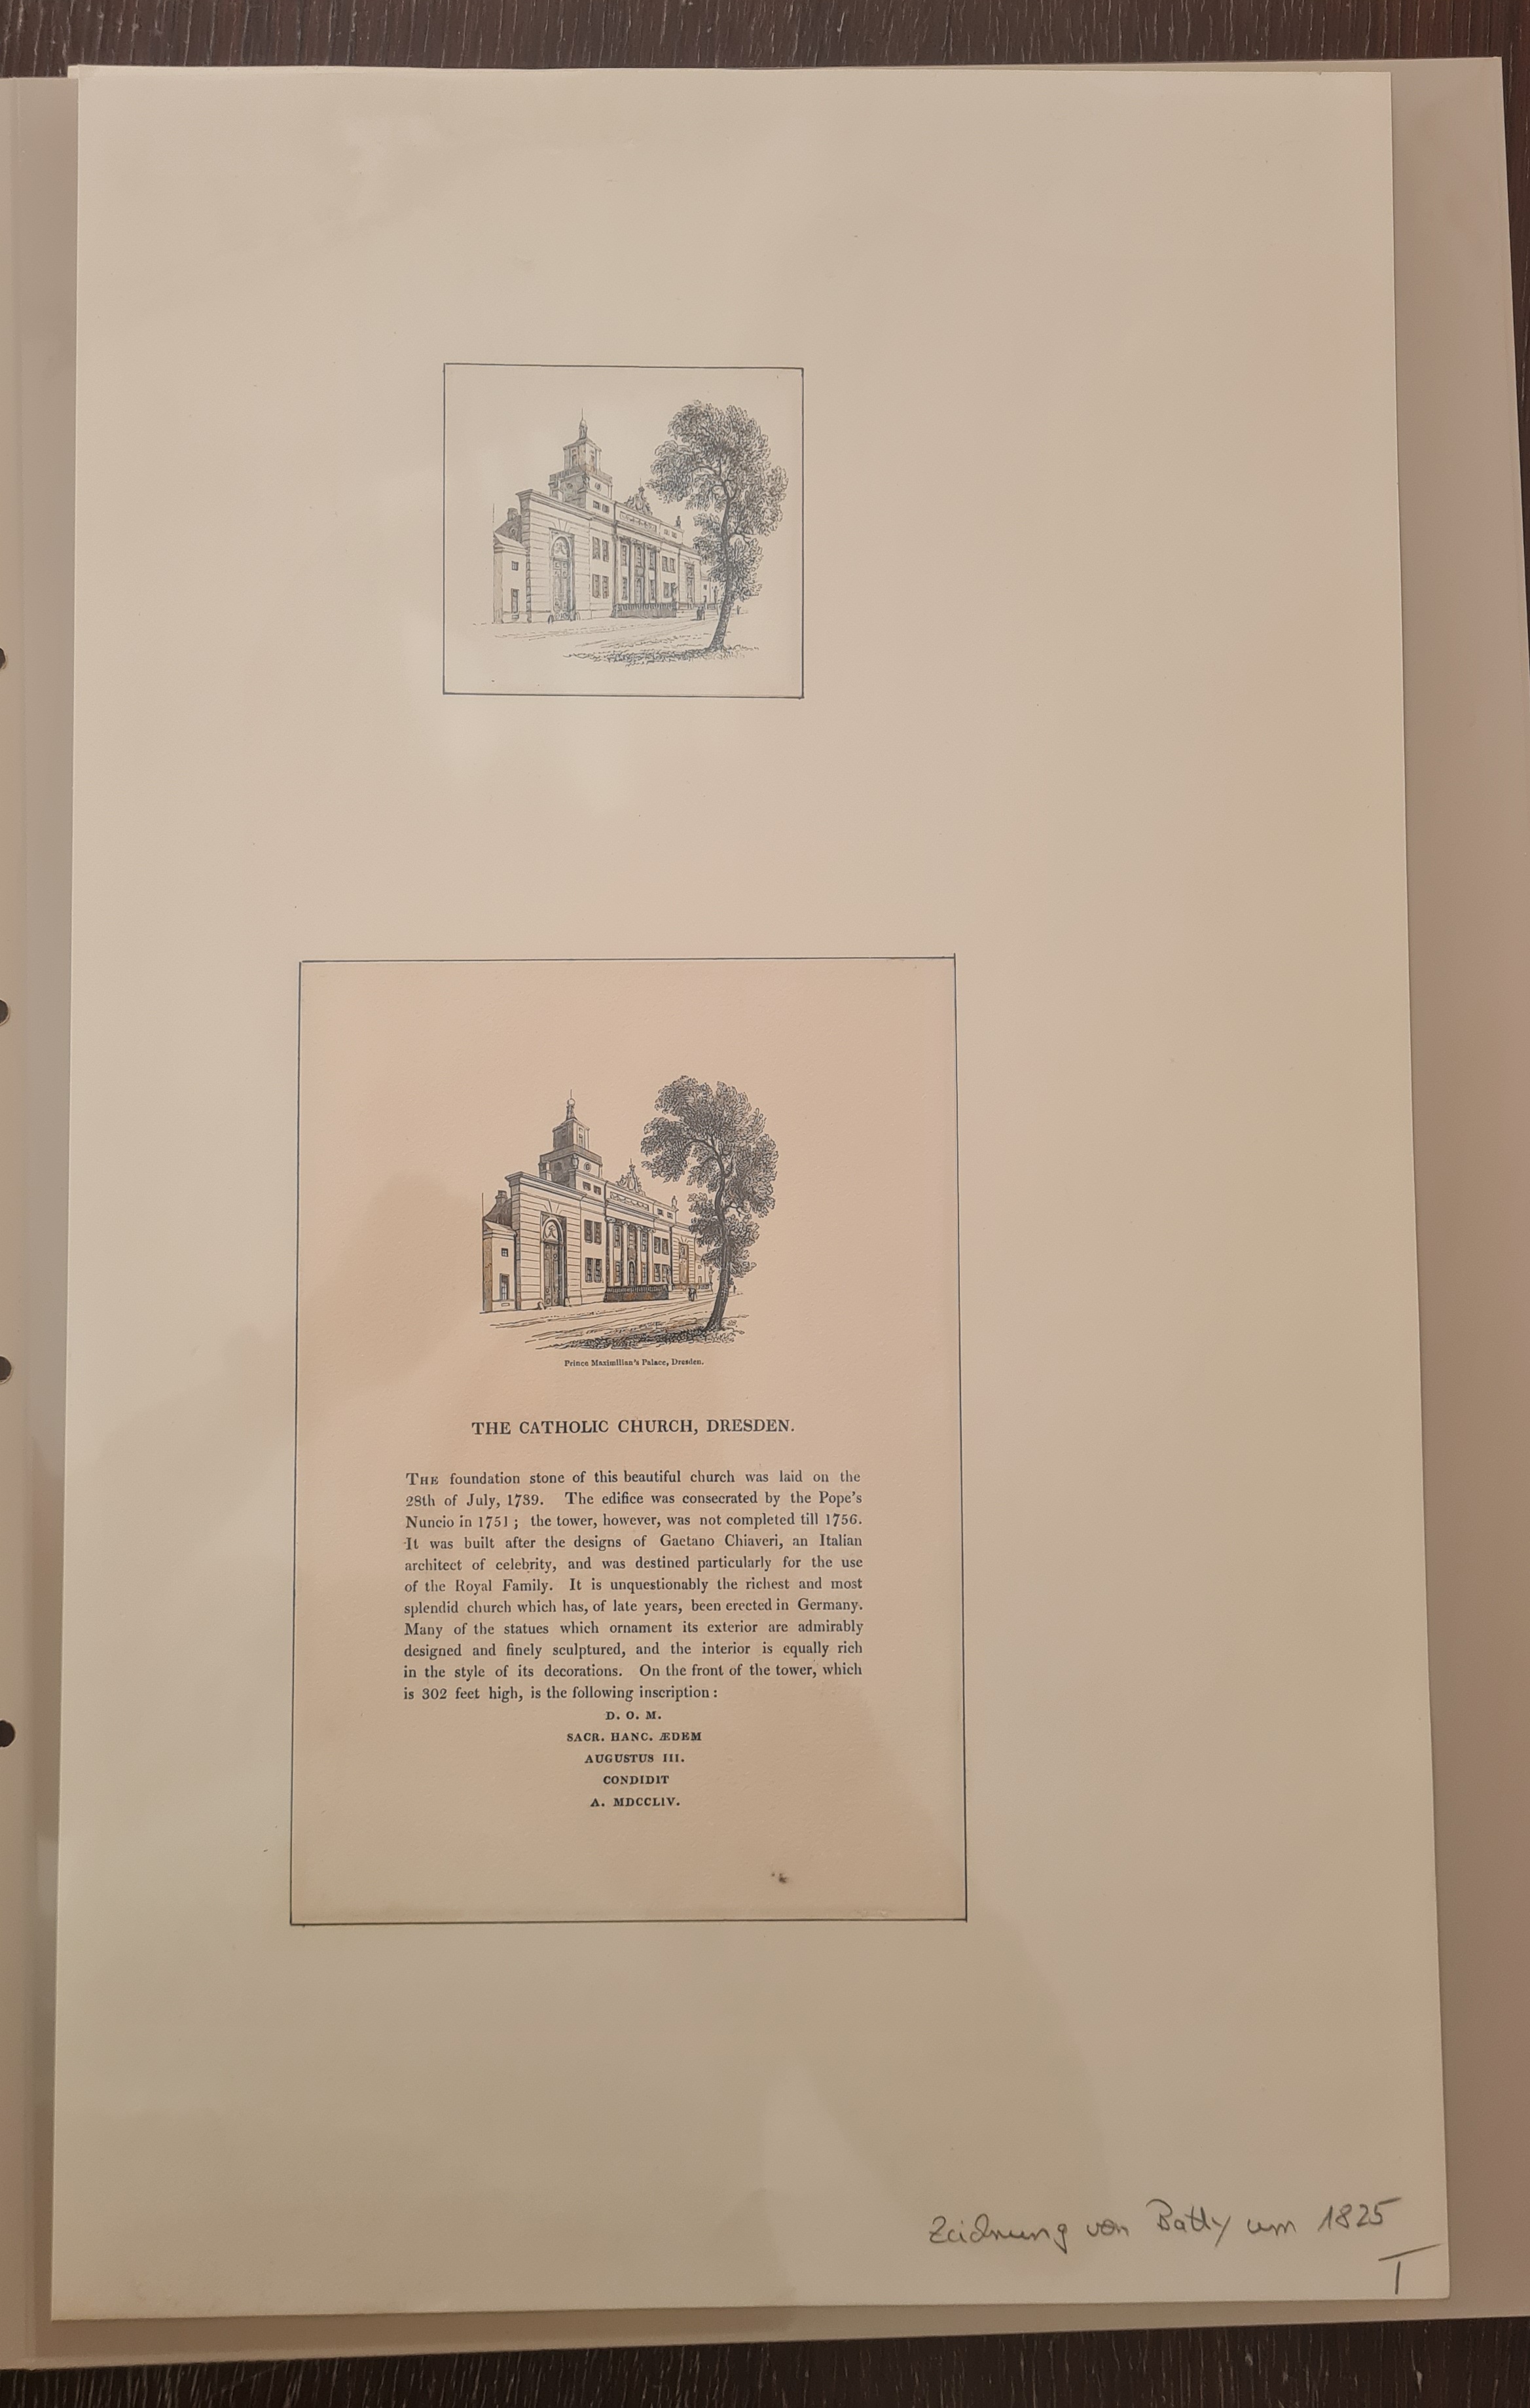 Prince Maximilian's Palace, Dresden.
THE CATHOLIC CHURCH, DRESDEN.
THE foundation stone of this beautiful church was laid on the
28th of July, 1739. The edifice was consecrated by the Pope's
Nuncio in 1751; the tower, however, was not completed till 1756.
It was built after the designs of Gaetano Chiaveri, an Italian
architect of celebrity, and was destined particularly for the use
of the Royal Family. It is unquestionably the richest and most
splendid church which has, of late years, been erected in Germany.
Many of the statues which ornament its exterior are admirably
designed and finely sculptured, and the interior is equally rich
in the style of its decorations. On the front of the tower, which
is 302 feet high, is the following inscription:
D. O. M.
SACR. HANC. ÆDEM
AUGUSTUS III.
CONDIDIT
A. MDCCLIV.
Zeichnung von Batty um 1825
I